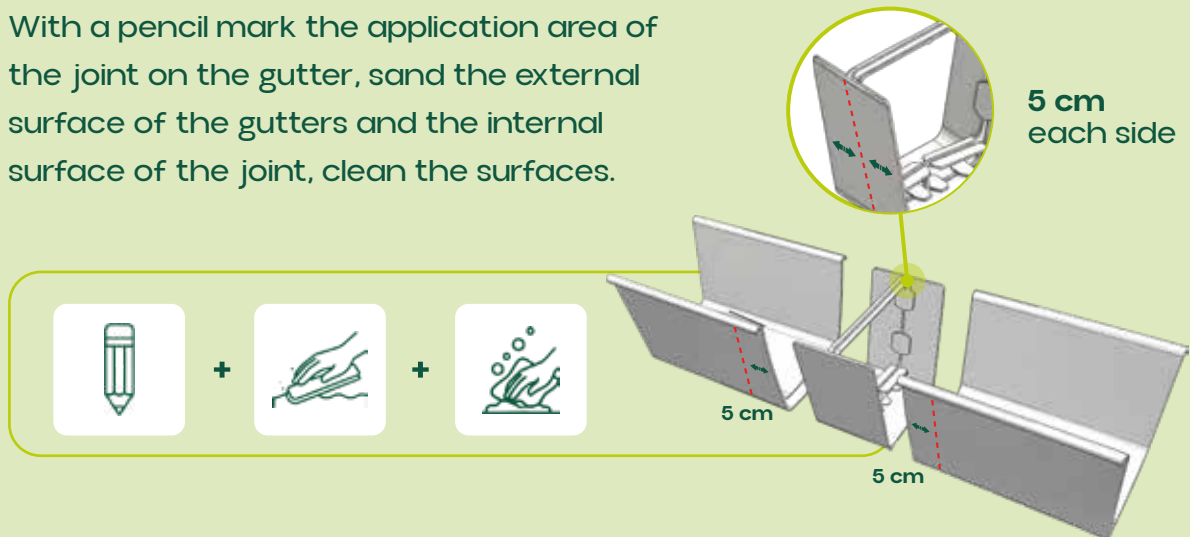 With a pencil mark the application area of
the joint on the gutter, sand the external
surface of the gutters and the internal
surface of the joint, clean the surfaces.
5 cm
each side
+
+
5 cm
5 cm